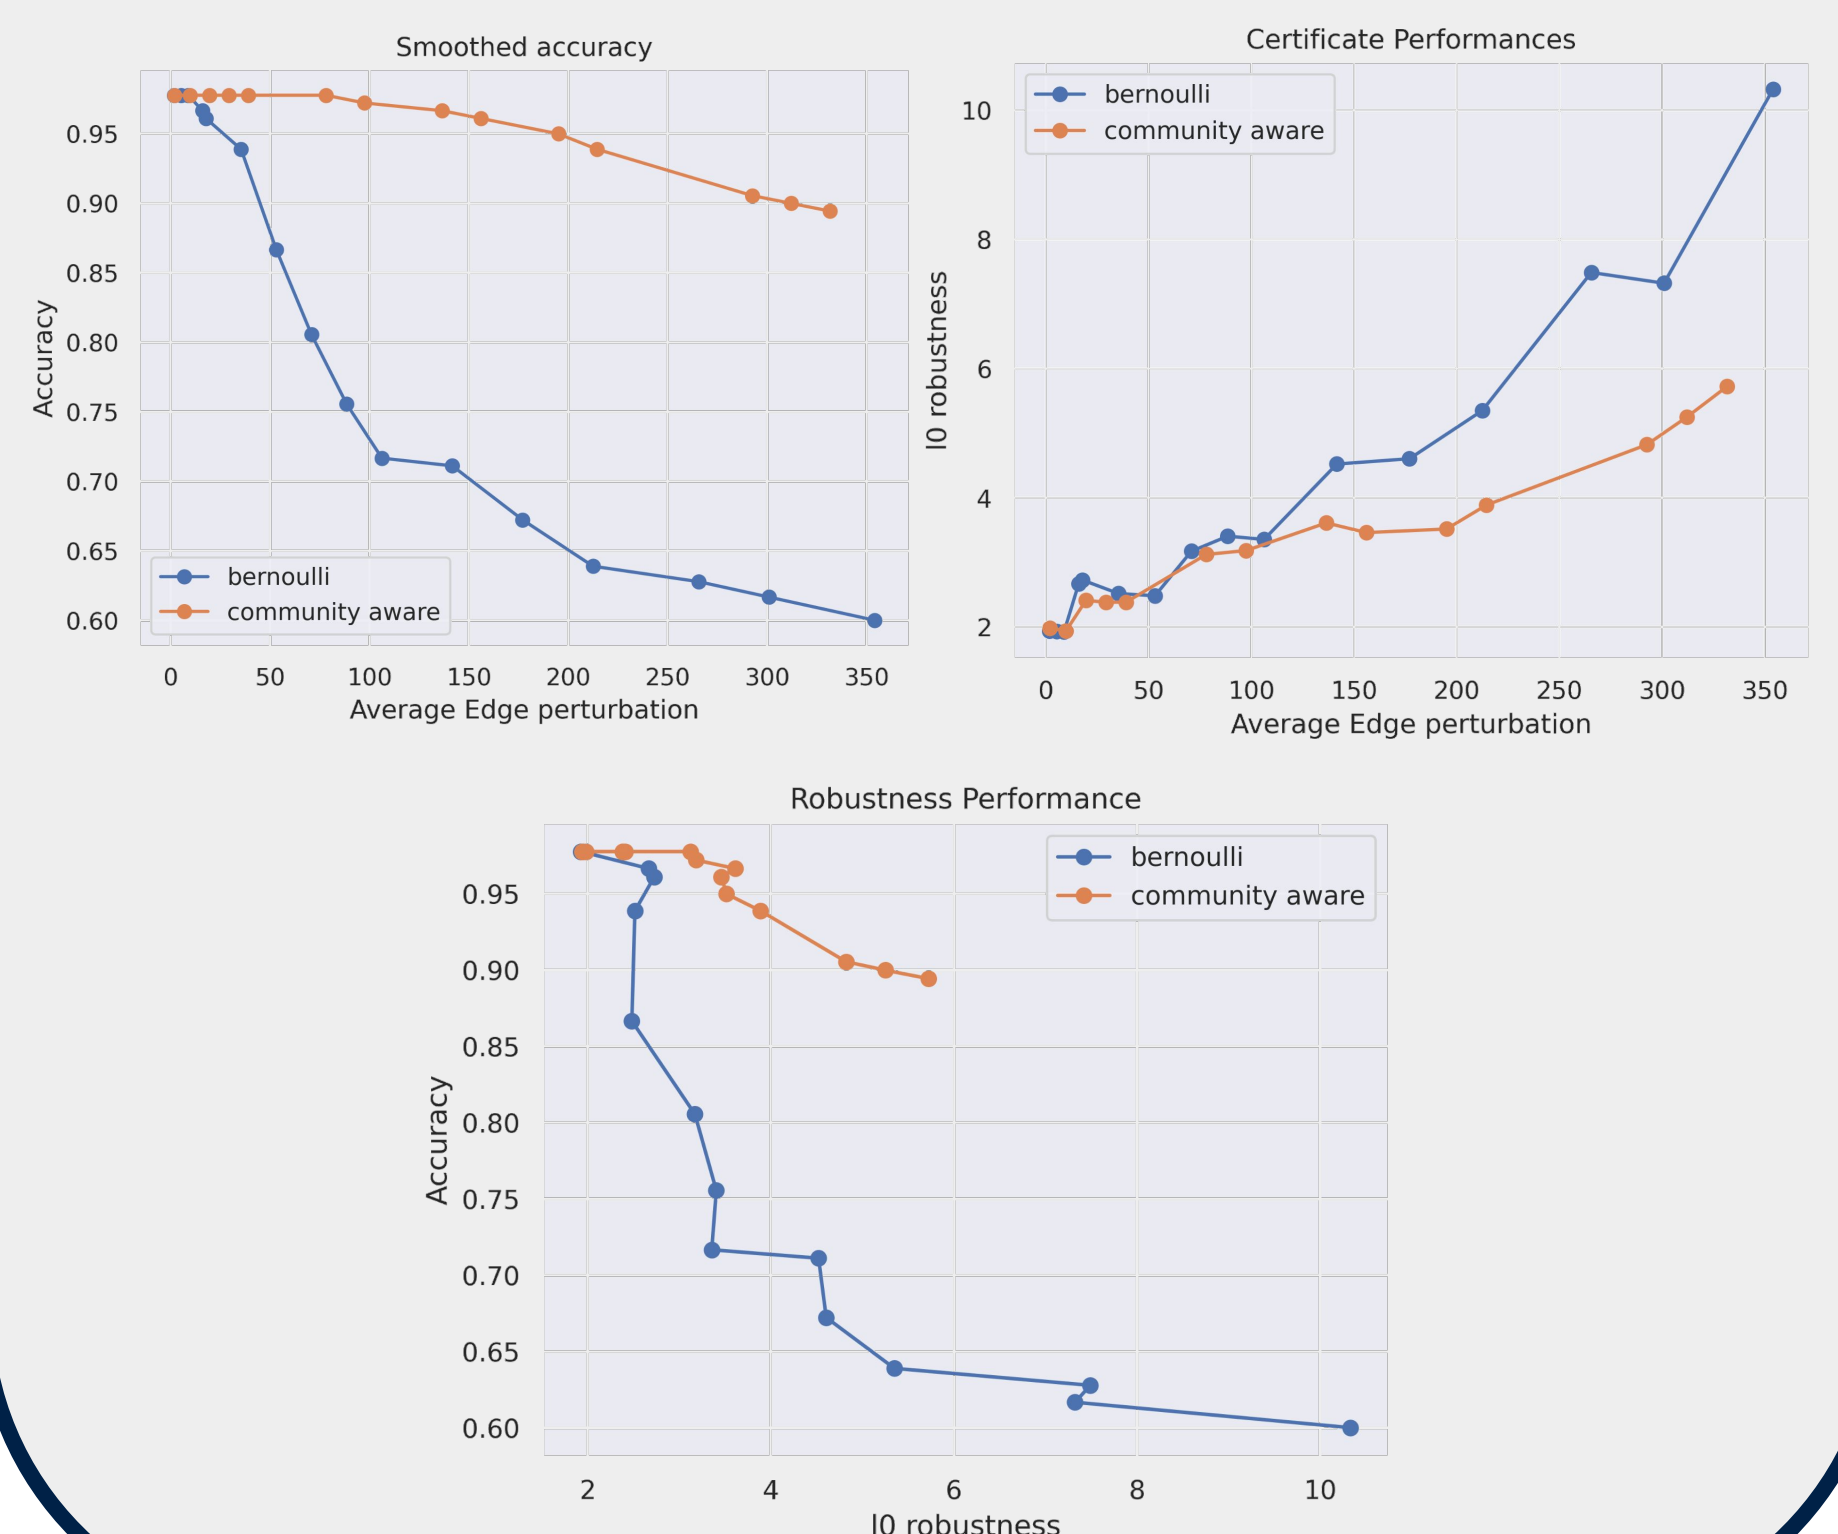 Smoothed accuracy
Accuracy
0.95
0.90
0.85
0.80
0.75
0.70
0.65
0.60
bernoulli
community aware
0 50 100 150 200 250 300 350
Average Edge perturbation
Certificate Performances
l0 robustness
10
8
6
4
2
bernoulli
community aware
0 50 100 150 200 250 300 350
Average Edge perturbation
Robustness Performance
Accuracy
0.95
0.90
0.85
0.80
0.75
0.70
0.65
0.60
bernoulli
community aware
2 4 6 8 10
l0 robustness